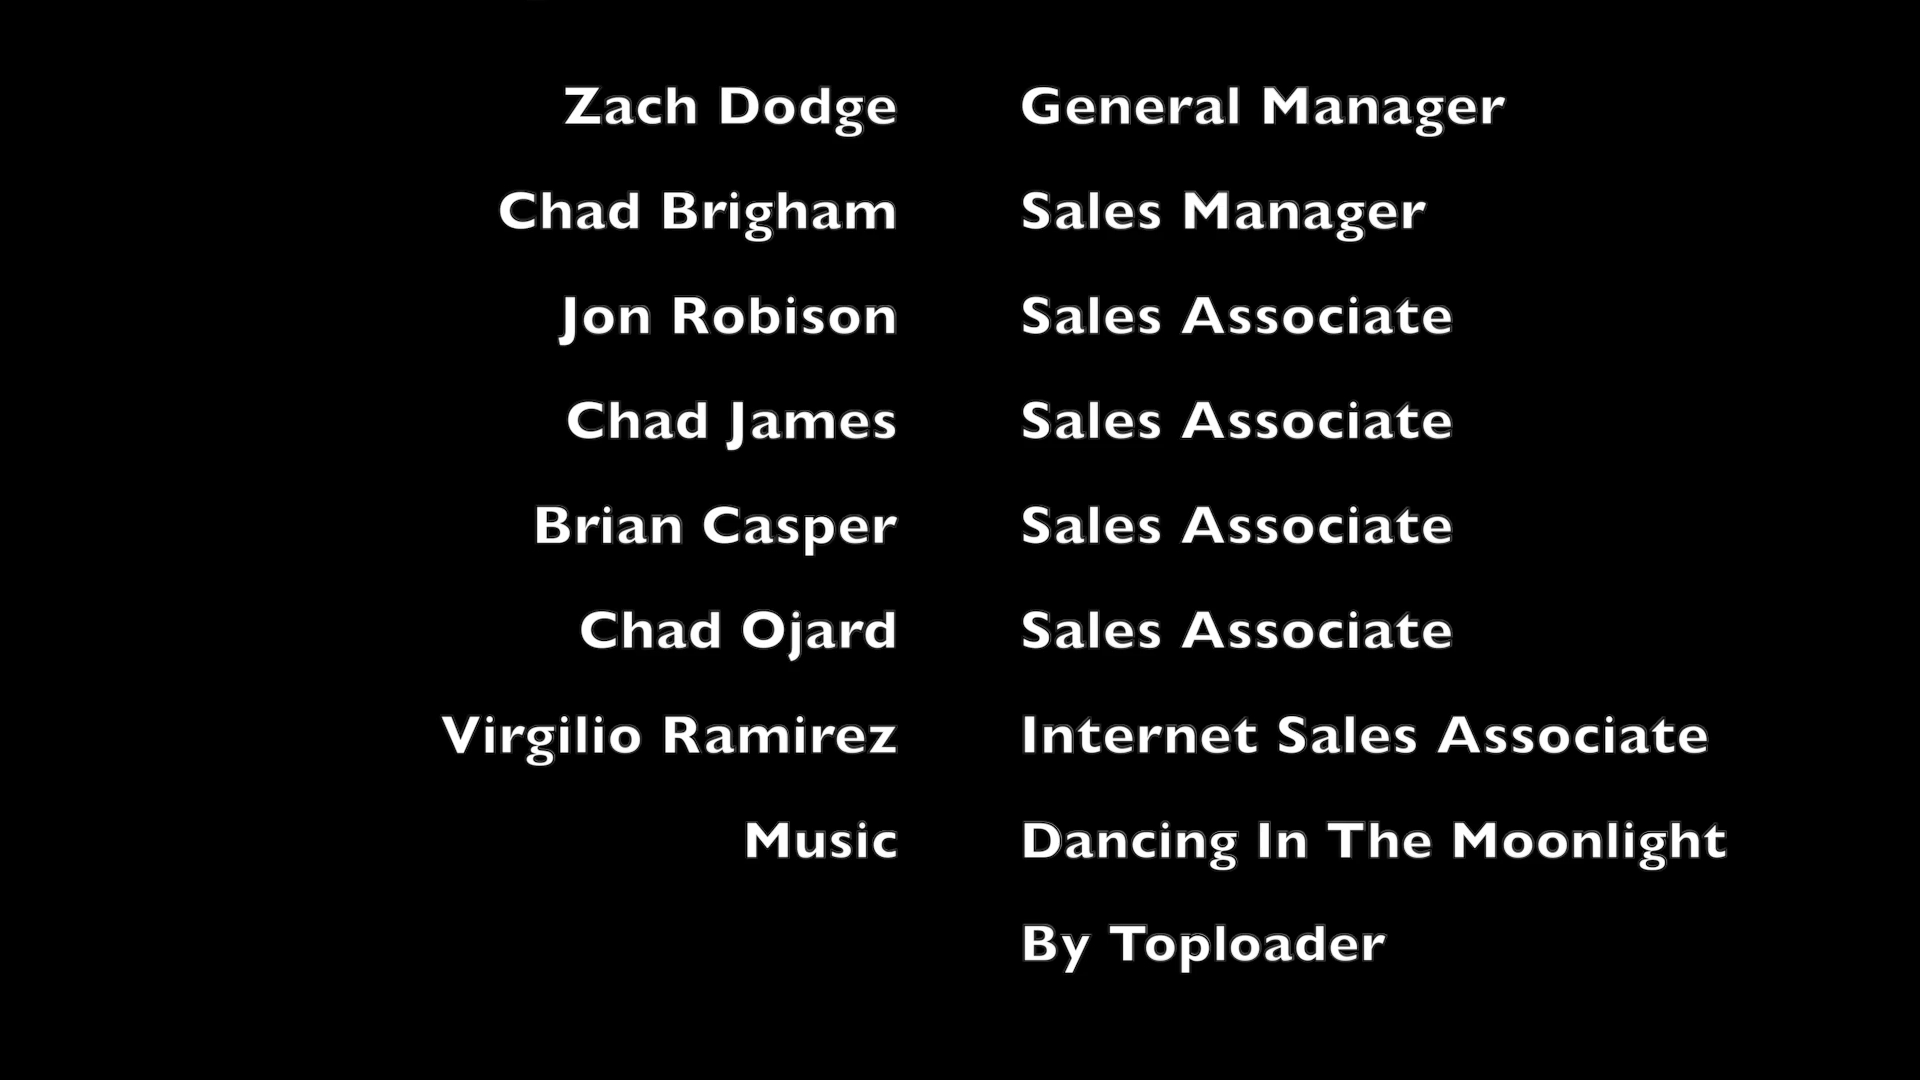 Zach Dodge General Manager
Chad Brigham Sales Manager
Jon Robison Sales Associate
Chad James Sales Associate
Brian Casper Sales Associate
Chad Ojard Sales Associate
Virgilio Ramirez Internet Sales Associate
Music Dancing In The Moonlight
By Toploader